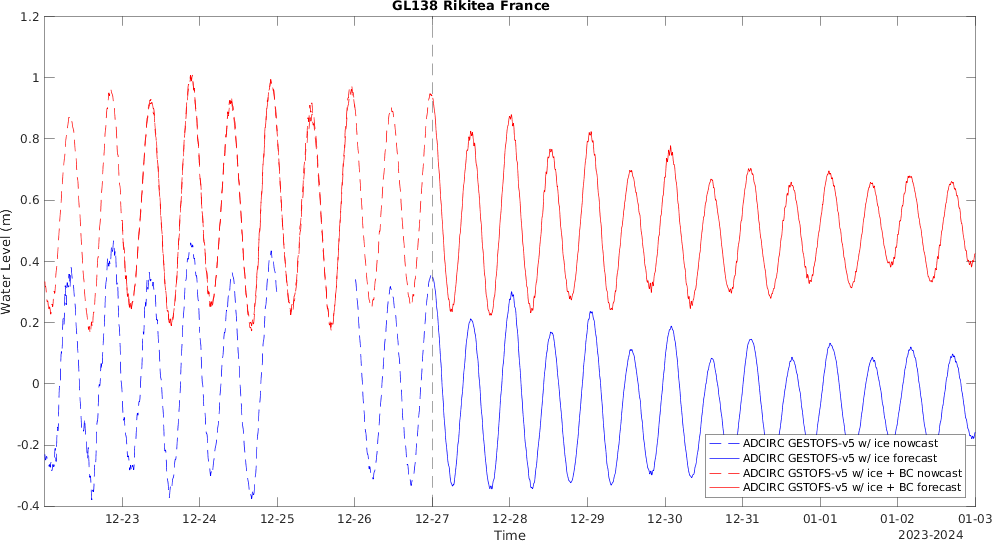 GL138 Rikitea France
Water Level (m)
1.2
1
0.8
0.6
0.4
0.2
0
-0.2
-0.4
ADCIRC GESTOFS-v5 w/ ice nowcast
ADCIRC GESTOFS-v5 w/ ice forecast
ADCIRC GSTOFS-v5 w/ ice + BC nowcast
ADCIRC GSTOFS-v5 w/ ice + BC forecast
12-23 12-24 12-25 12-26 12-27 12-28 12-29 12-30 12-31 01-01 01-02 01-03
Time
2023-2024